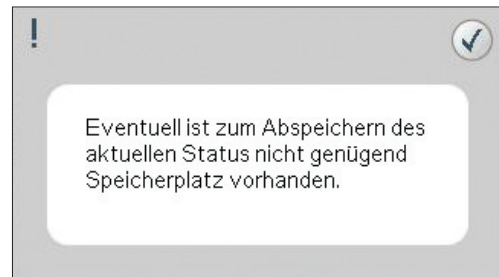 !
Eventuell ist zum Abspeichern des
aktuellen Status nicht genügend
Speicherplatz vorhanden.